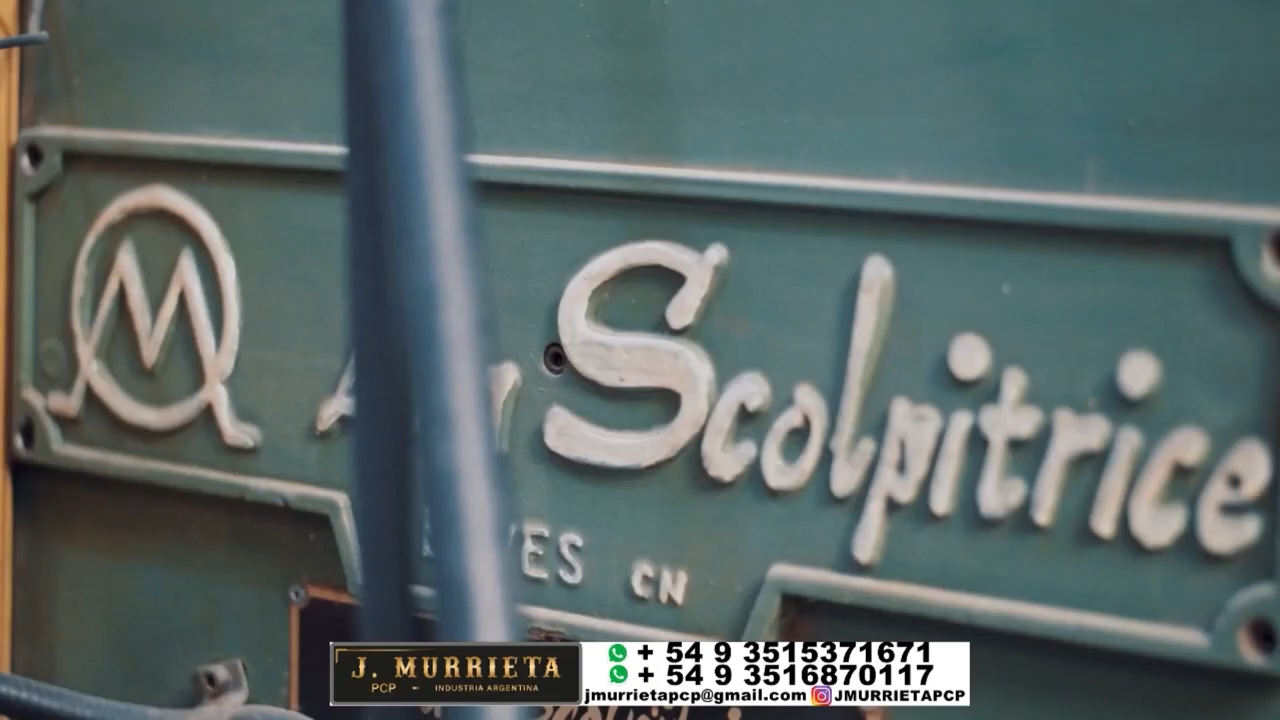 M
Scolpitrice
ES CN
J. MURRIETA
PCP - INDUSTRIA ARGENTINA
+ 54 9 3515371671
+ 54 9 3516870117
jmurrietapcp@gmail.com JMURRIETAPCP